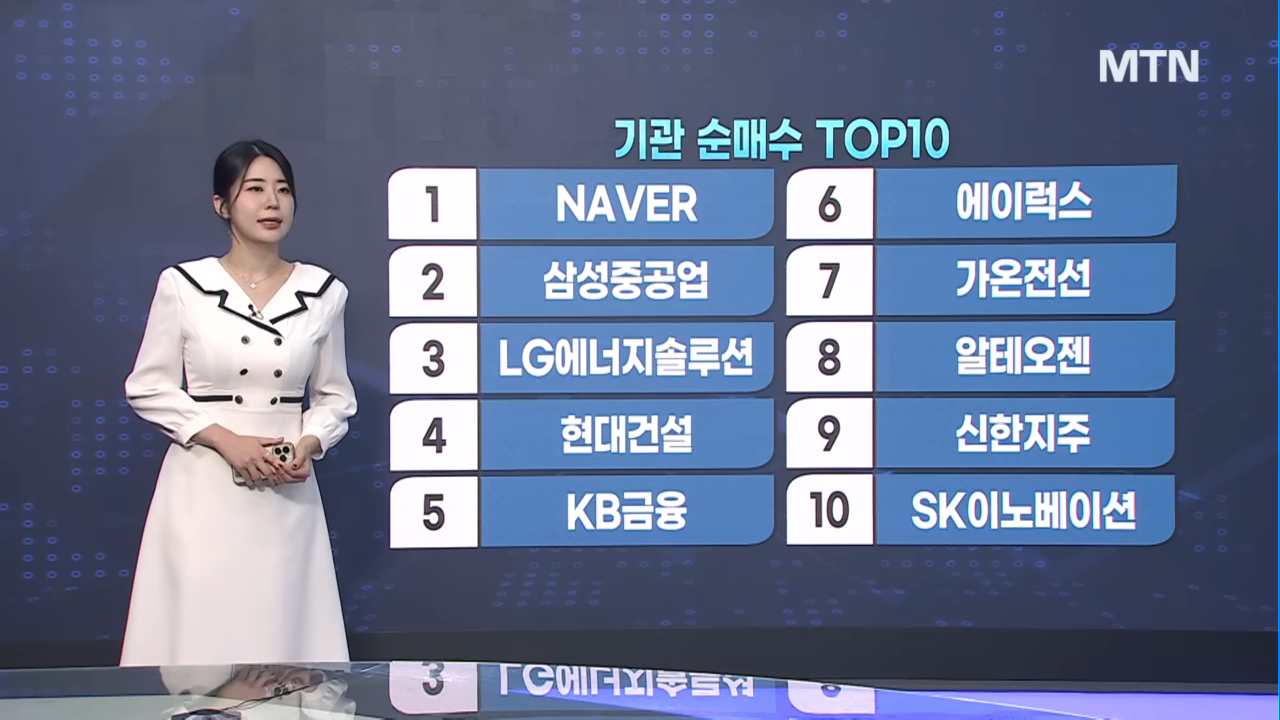 MTN
기관 순매수 TOP10
1 NAVER
2 삼성중공업
3 LG에너지솔루션
4 현대건설
5 KB금융
6 에이럭스
7 가온전선
8 알테오젠
9 신한지주
10 SK이노베이션